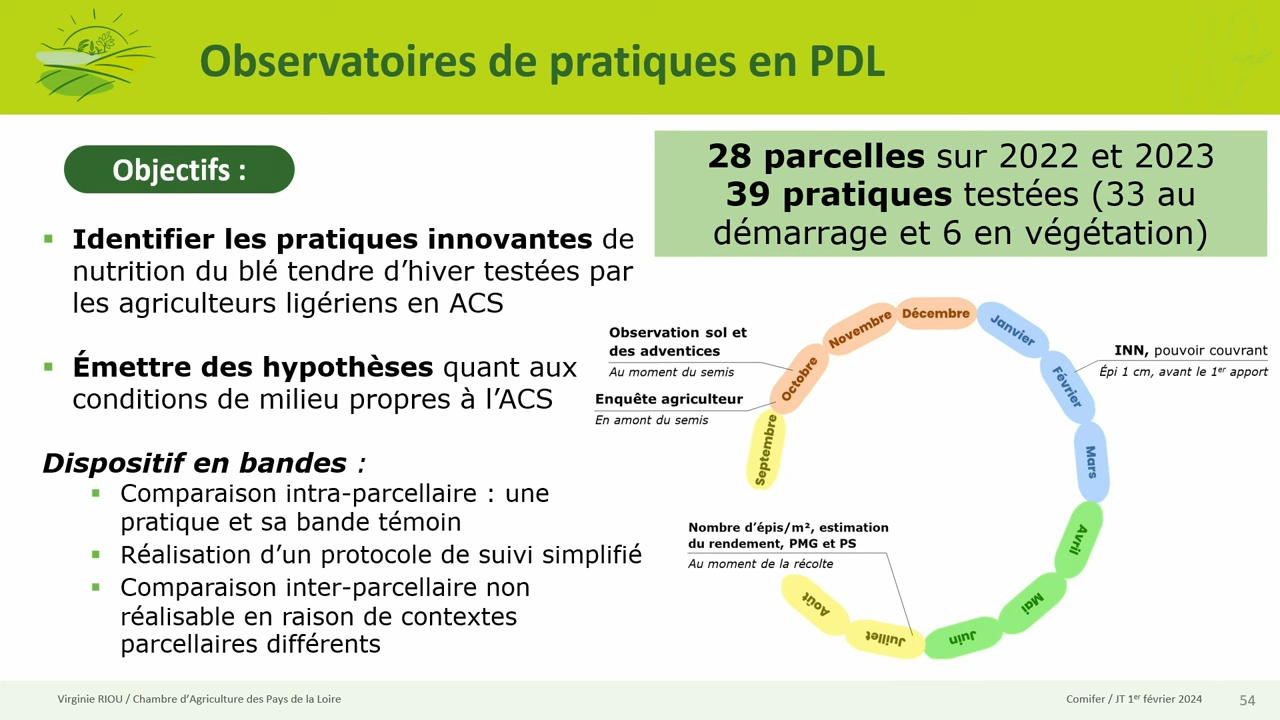 Observatoires de pratiques en PDL
Objectifs :
▪ Identifier les pratiques innovantes de
nutrition du blé tendre d’hiver testées par
les agriculteurs ligériens en ACS
▪ Émettre des hypothèses quant aux
conditions de milieu propres à l’ACS
Dispositif en bandes :
▪ Comparaison intra-parcellaire : une
pratique et sa bande témoin
▪ Réalisation d’un protocole de suivi simplifié
▪ Comparaison inter-parcellaire non
réalisable en raison de contextes
parcellaires différents
28 parcelles sur 2022 et 2023
39 pratiques testées (33 au
démarrage et 6 en végétation)
Observation sol et
des adventices
Au moment du semis
Enquête agriculteur
En amont du semis
Septembre
Octobre
Novembre
Décembre
Janvier
Février
Mars
Avril
Mai
Juin
Juillet
Août
INN, pouvoir couvrant
Épi 1 cm, avant le 1er apport
Nombre d’épis/m², estimation
du rendement, PMG et PS
Au moment de la récolte
Virginie RIOU / Chambre d’Agriculture des Pays de la Loire
Comifer / JT 1er février 2024
54